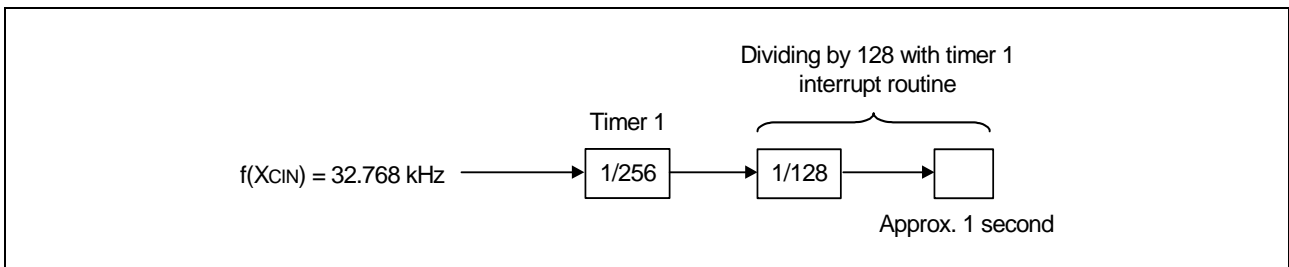 Dividing by 128 with timer 1
interrupt routine
Timer 1
f(XCIN) = 32.768 kHz
1/256
1/128
Approx. 1 second